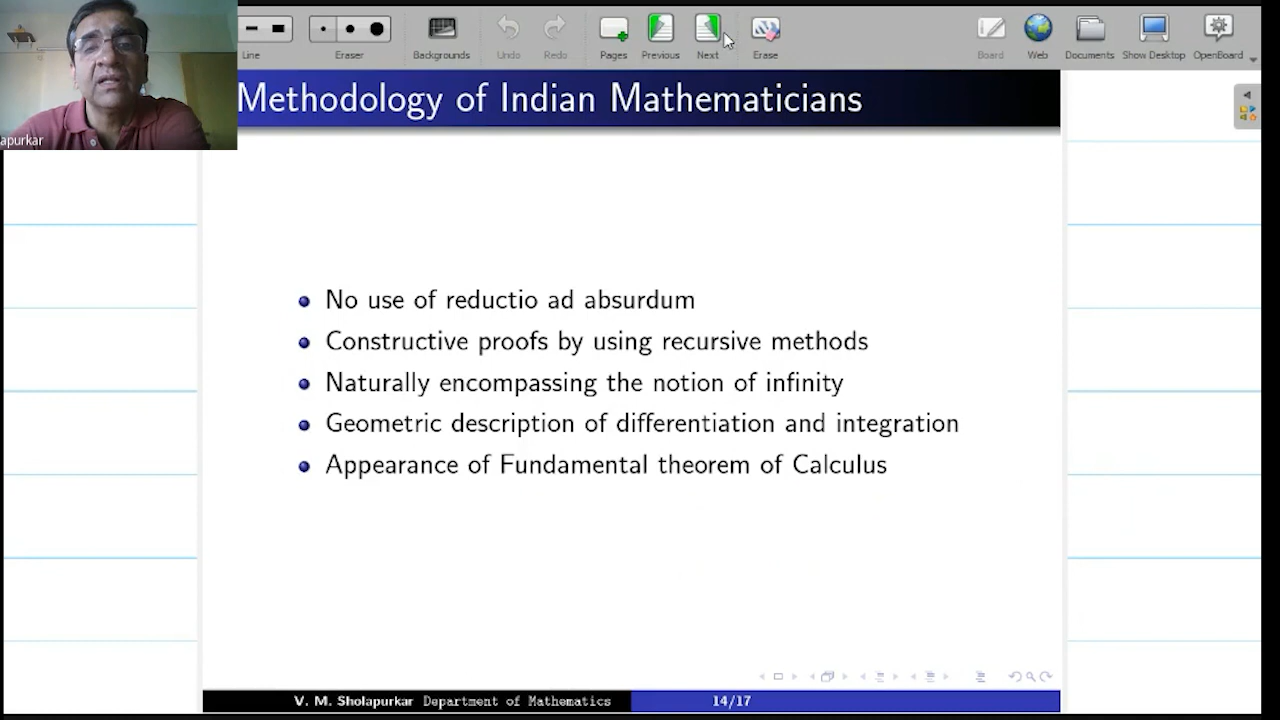 Line
Eraser
Backgrounds
Undo
Redo
Pages
Previous
Next
Erase
Board
Web
Documents
Show Desktop
OpenBoard
apurkar
Methodology of Indian Mathematicians
No use of reductio ad absurdum
Constructive proofs by using recursive methods
Naturally encompassing the notion of infinity
Geometric description of differentiation and integration
Appearance of Fundamental theorem of Calculus
V. M. Sholapurkar Department of Mathematics
14/17